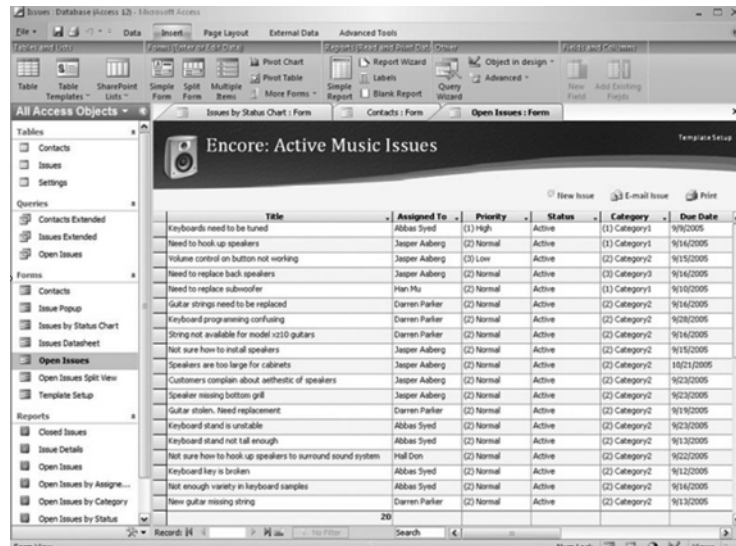 Issues : Database (Access 12) - Microsoft Access
File Data Insert Page Layout External Data Advanced Tools
Tables and Lists Forms (Enter or Edit Data) Reports (Read and Print Data) Other Fields and Columns
Table
Table Templates
SharePoint Lists
Simple Form
Split Form
Multiple Items
Pivot Chart
Pivot Table
More Forms
Simple Report
Report Wizard
Labels
Blank Report
Query Wizard
Object in design
Advanced
New Field
Add Existing Fields
All Access Objects
Issues by Status Chart : Form Contacts : Form Open Issues : Form
Tables
Contacts
Issues
Settings
Queries
Contacts Extended
Issues Extended
Open Issues
Forms
Contacts
Issue Popup
Issues by Status Chart
Issues Datasheet
Open Issues
Open Issues Split View
Template Setup
Reports
Closed Issues
Issue Details
Open Issues
Open Issues by Assigne...
Open Issues by Category
Open Issues by Status
Encore: Active Music Issues
Template Setup
New Issue E-mail Issue Print
Title Assigned To Priority Status Category Due Date
Keyboards need to be tuned Abbas Syed (1) High Active (1) Category1 9/9/2005
Need to hook up speakers Jasper Aaberg (2) Normal Active (1) Category1 9/16/2005
Volume control on button not working Jasper Aaberg (3) Low Active (2) Category2 9/15/2005
Need to replace back speakers Jasper Aaberg (2) Normal Active (3) Category3 9/16/2005
Need to replace subwoofer Han Mu (2) Normal Active (1) Category1 9/10/2005
Guitar strings need to be replaced Darren Parker (2) Normal Active (2) Category2 9/16/2005
Keyboard programming confusing Darren Parker (2) Normal Active (2) Category2 9/28/2005
String not available for model xz10 guitars Darren Parker (2) Normal Active (2) Category2 9/16/2005
Not sure how to install speakers Jasper Aaberg (2) Normal Active (2) Category2 9/15/2005
Speakers are too large for cabinets Jasper Aaberg (2) Normal Active (2) Category2 10/21/2005
Customers complain about aethestic of speakers Jasper Aaberg (2) Normal Active (2) Category2 9/23/2005
Speaker missing bottom grill Jasper Aaberg (2) Normal Active (2) Category2 9/23/2005
Guitar stolen. Need replacement Darren Parker (2) Normal Active (2) Category2 9/19/2005
Keyboard stand is unstable Abbas Syed (2) Normal Active (2) Category2 9/23/2005
Keyboard stand not tall enough Abbas Syed (2) Normal Active (2) Category2 9/13/2005
Not sure how to hook up speakers to surround sound system Hall Don (2) Normal Active (2) Category2 9/22/2005
Keyboard key is broken Abbas Syed (2) Normal Active (2) Category2 9/12/2005
Not enough variety in keyboard samples Abbas Syed (2) Normal Active (2) Category2 9/16/2005
New guitar missing string Darren Parker (2) Normal Active (2) Category2 9/13/2005
20
Record: No Filter Search